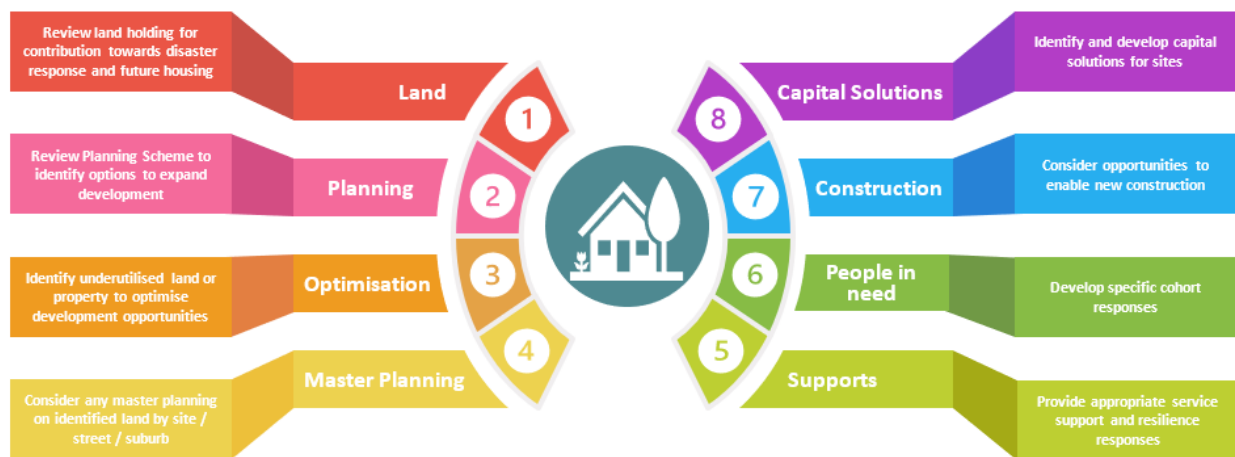 Review land holding for
contribution towards disaster
response and future housing
Land
1
Review Planning Scheme to
identify options to expand
development
Planning
2
Identify underutilised land or
property to optimise
development opportunities
Optimisation
3
Consider any master planning
on identified land by site /
street / suburb
Master Planning
4
8
Capital Solutions
Identify and develop capital
solutions for sites
7
Construction
Consider opportunities to
enable new construction
6
People in
need
Develop specific cohort
responses
5
Supports
Provide appropriate service
support and resilience
responses